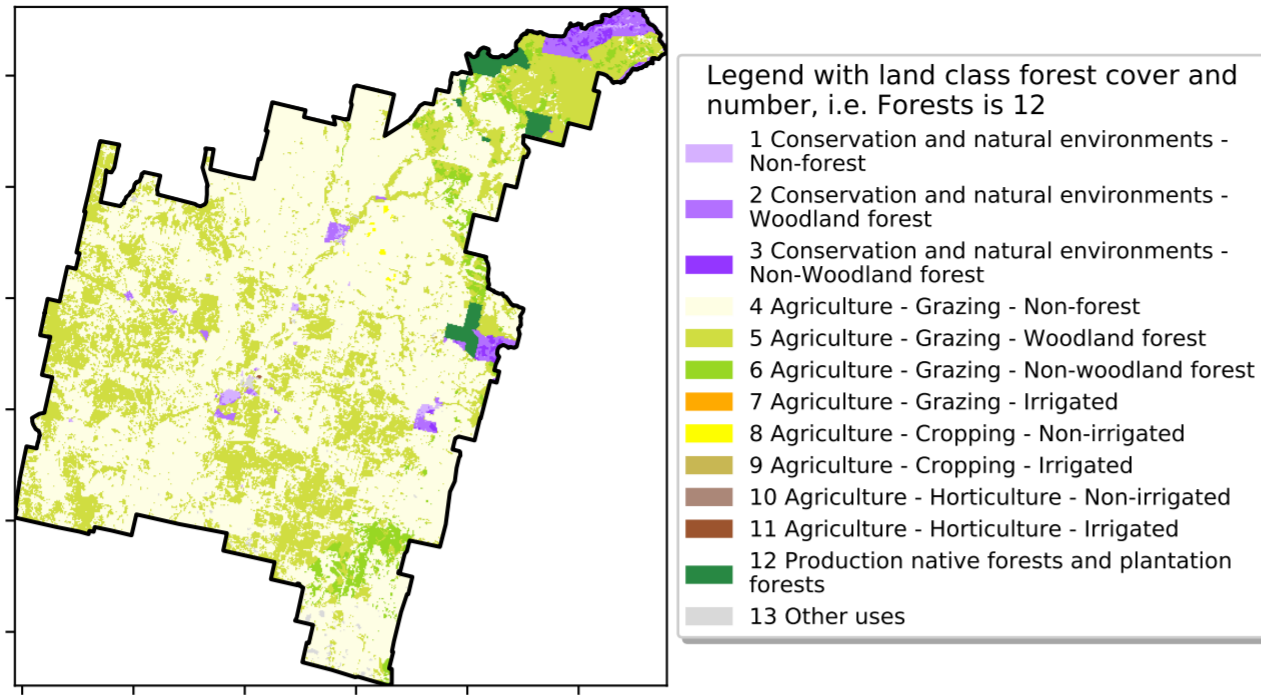 Legend with land class forest cover and
number, i.e. Forests is 12
1 Conservation and natural environments -
Non-forest
2 Conservation and natural environments -
Woodland forest
3 Conservation and natural environments -
Non-Woodland forest
4 Agriculture - Grazing - Non-forest
5 Agriculture - Grazing - Woodland forest
6 Agriculture - Grazing - Non-woodland forest
7 Agriculture - Grazing - Irrigated
8 Agriculture - Cropping - Non-irrigated
9 Agriculture - Cropping - Irrigated
10 Agriculture - Horticulture - Non-irrigated
11 Agriculture - Horticulture - Irrigated
12 Production native forests and plantation
forests
13 Other uses